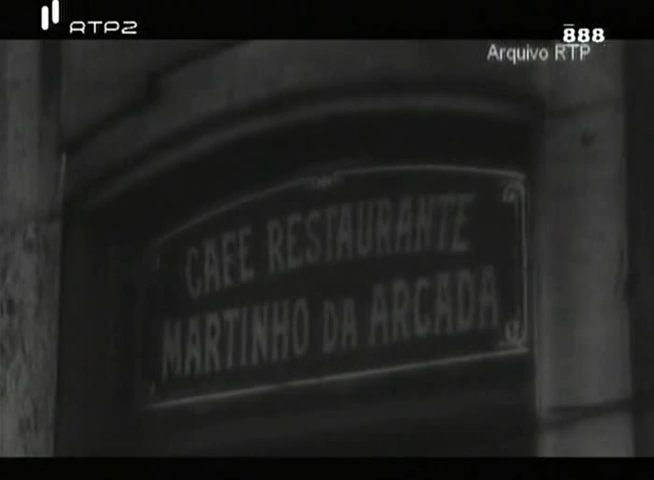 RTP2
888
Arquivo RTP
CAFE RESTAURANTE
MARTINHO DA ARCADA